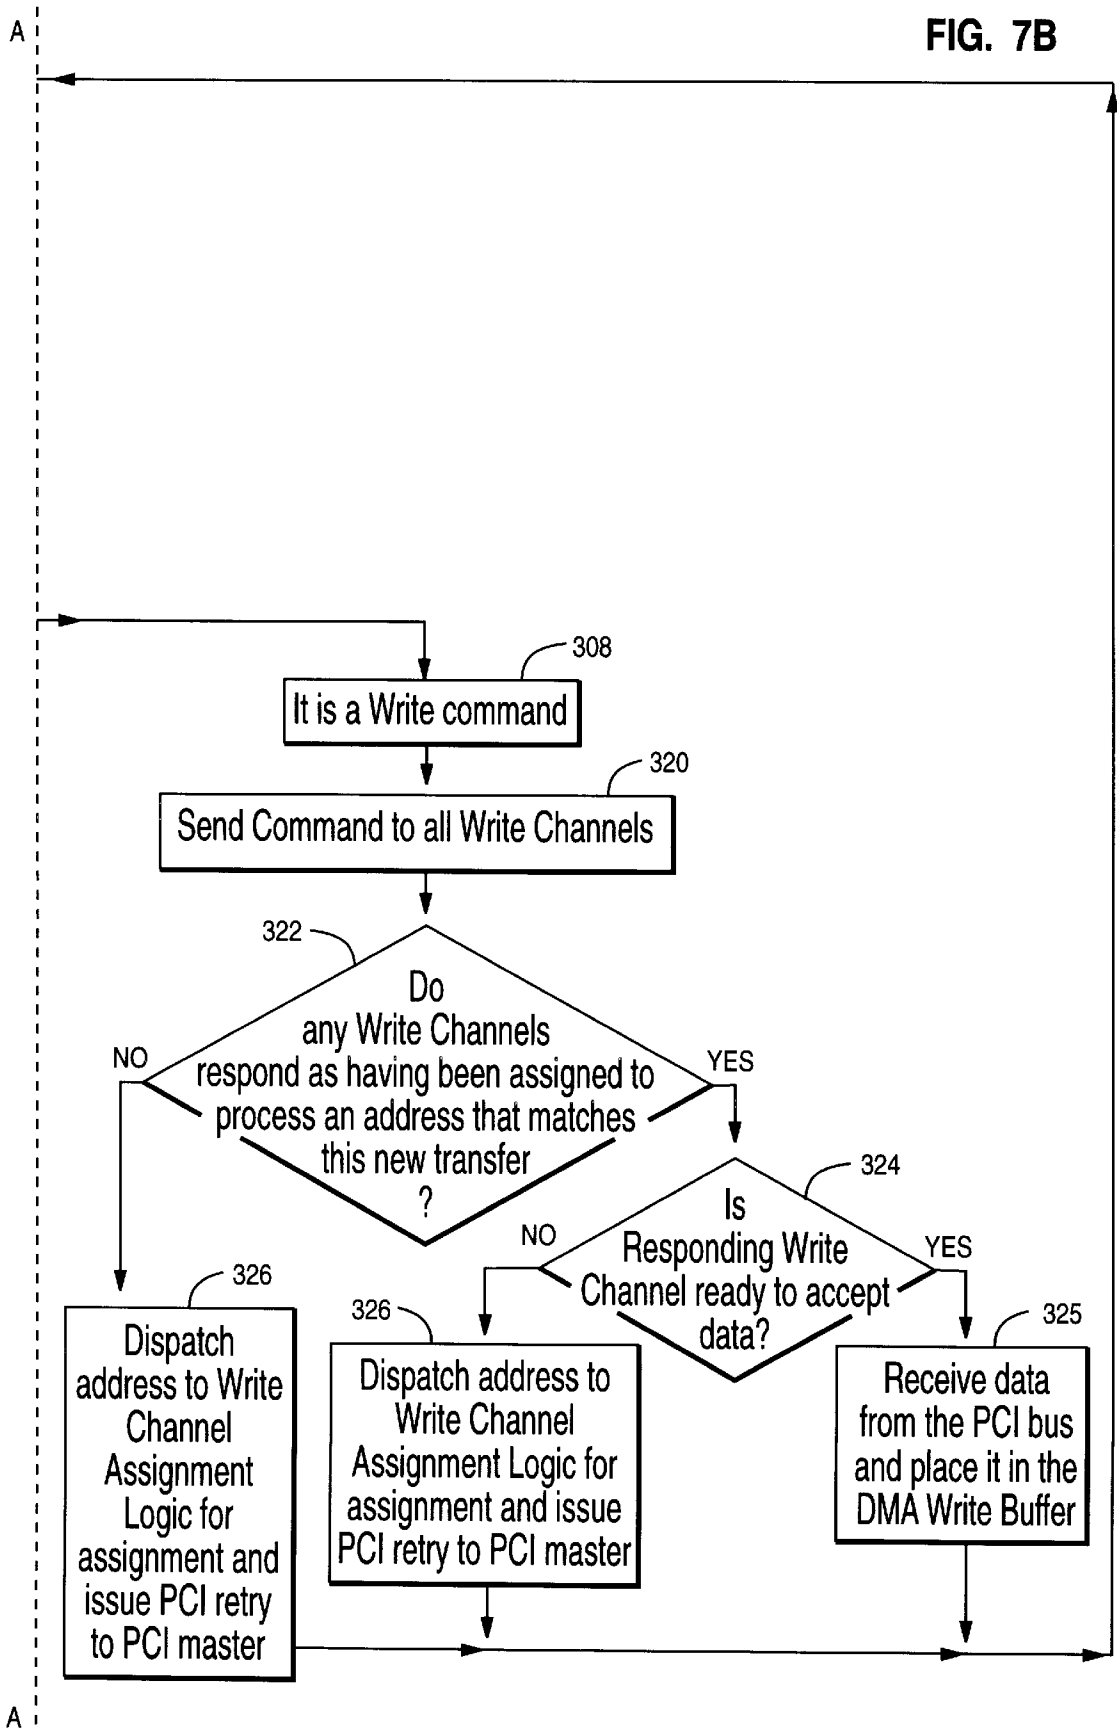 A
FIG. 7B
308
It is a Write command
320
Send Command to all Write Channels
322
Do
any Write Channels
respond as having been assigned to
process an address that matches
this new transfer
?
NO
YES
324
Is
Responding Write
Channel ready to accept
data?
NO
YES
326
Dispatch
address to Write
Channel
Assignment
Logic for
assignment and
issue PCI retry
to PCI master
326
Dispatch address to
Write Channel
Assignment Logic for
assignment and issue
PCI retry to PCI master
325
Receive data
from the PCI bus
and place it in the
DMA Write Buffer
A